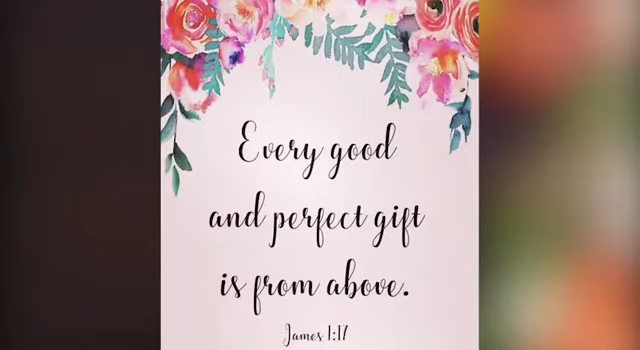 Every good
and perfect gift
is from above.
James 1:17